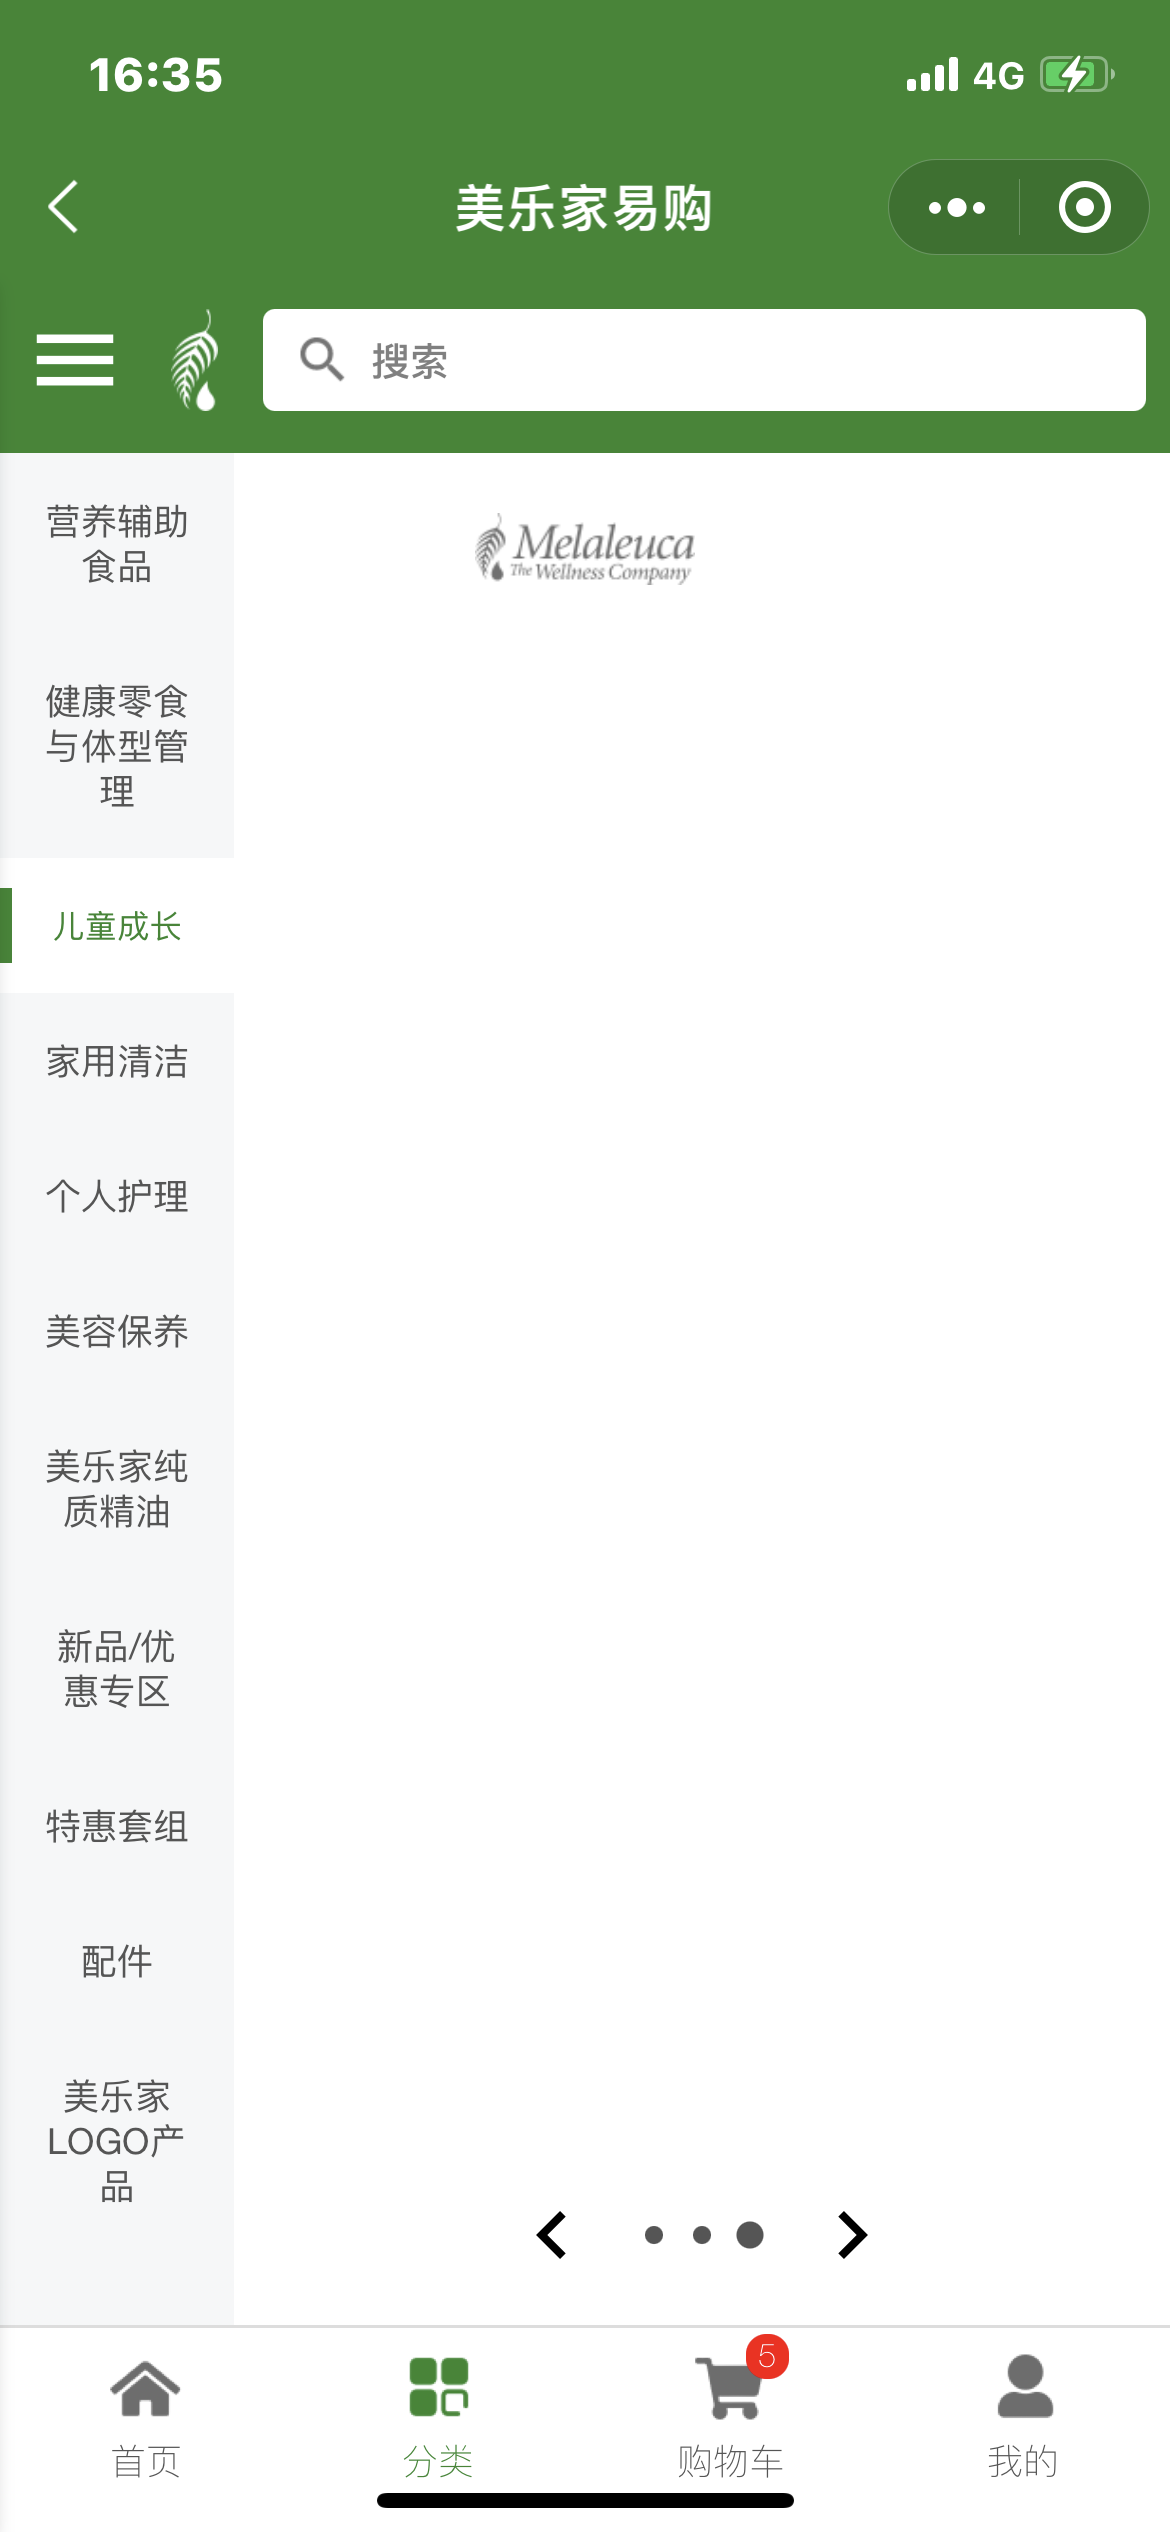 16:35
4G
美乐家易购
搜索
营养辅助
食品
Melaleuca
The Wellness Company
健康零食
与体型管
理
儿童成长
家用清洁
个人护理
美容保养
美乐家纯
质精油
新品/优
惠专区
特惠套组
配件
美乐家
LOGO产
品
5
首页
分类
购物车
我的